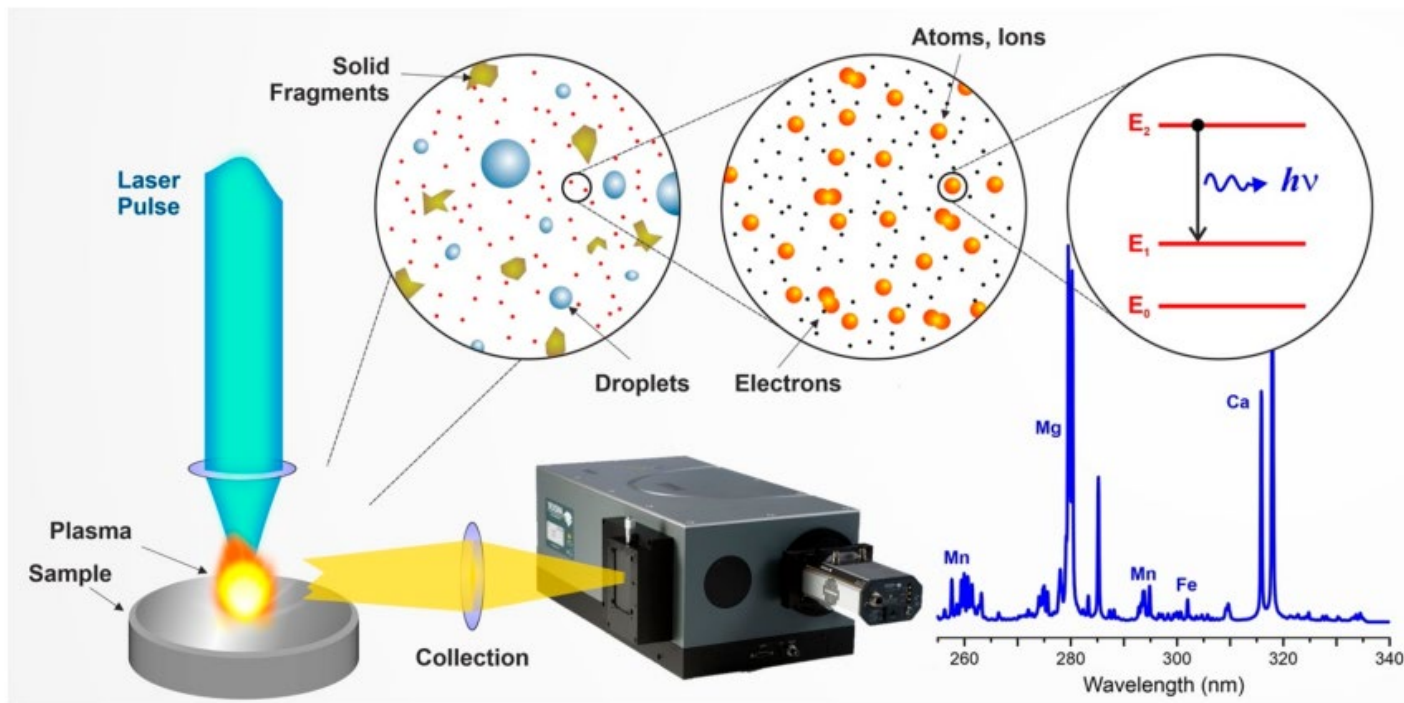 Solid
Fragments
Atoms, Ions
Laser
Pulse
E₂
hν
E₁
E₀
Droplets
Electrons
Mg
Ca
Plasma
Sample
Mn
Mn
Fe
Collection
260 280 300 320 340
Wavelength (nm)